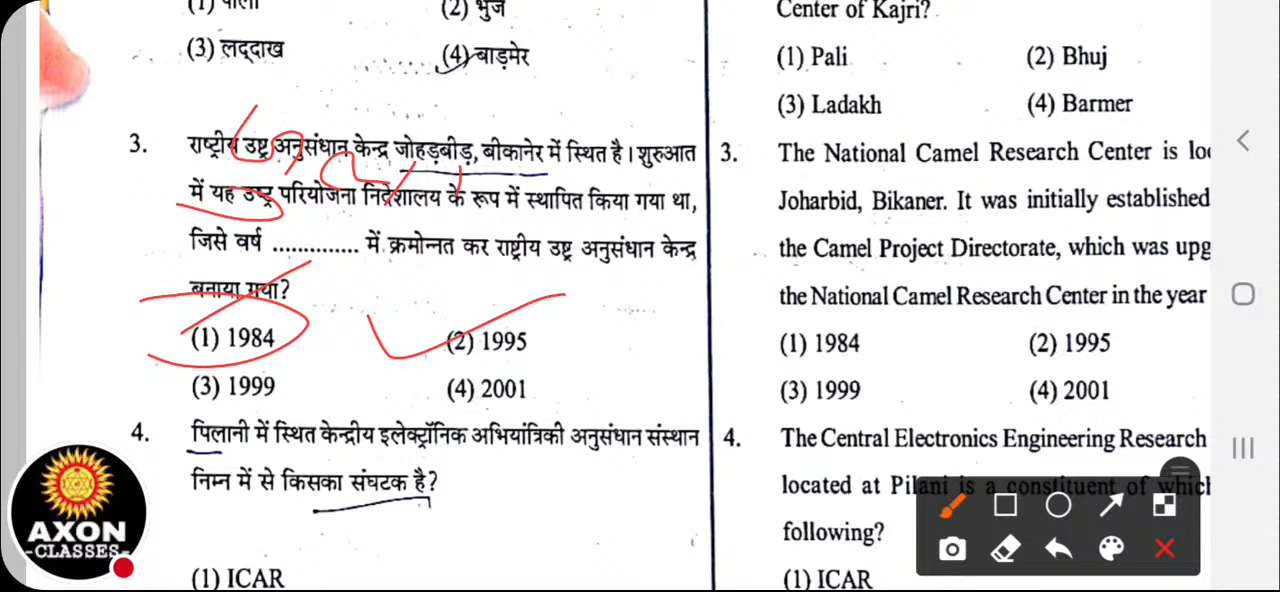 (1) पाली
(2) भुज
(3) लद्दाख
(4) बाड़मेर
3. राष्ट्रीय उष्ट्र अनुसंधान केन्द्र जोहड़बीड़, बीकानेर में स्थित है। शुरुआत
में यह उष्ट्र परियोजना निदेशालय के रूप में स्थापित किया गया था,
जिसे वर्ष .............. में क्रमोन्नत कर राष्ट्रीय उष्ट्र अनुसंधान केन्द्र
बनाया गया?
(1) 1984
(2) 1995
(3) 1999
(4) 2001
4. पिलानी में स्थित केन्द्रीय इलेक्ट्रॉनिक अभियांत्रिकी अनुसंधान संस्थान
निम्न में से किसका संघटक है?
(1) ICAR
Center of Kajri?
(1) Pali
(2) Bhuj
(3) Ladakh
(4) Barmer
3. The National Camel Research Center is
Joharbid, Bikaner. It was initially established
the Camel Project Directorate, which was
the National Camel Research Center in the year
(1) 1984
(2) 1995
(3) 1999
(4) 2001
4. The Central Electronics Engineering Research
located at Pilani is a constituent of which
following?
(1) ICAR
AXON
-CLASSES-